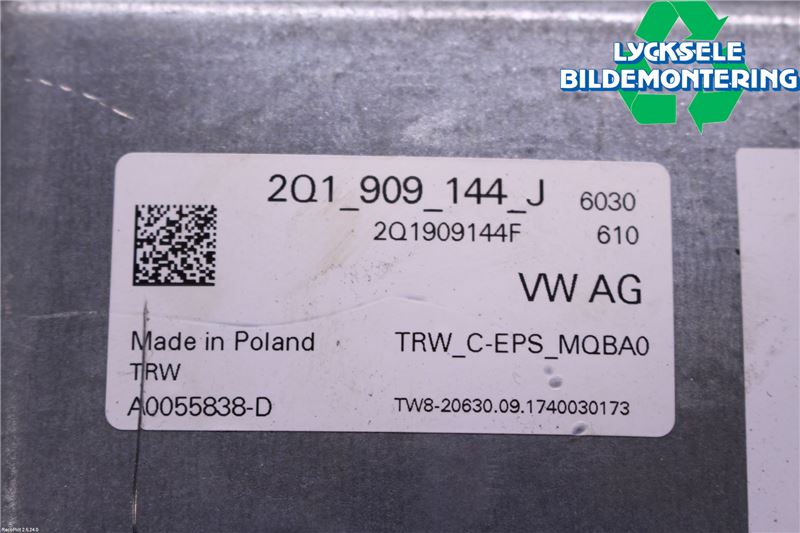 LYCKSELE
BILDEMONTERING
2Q1_909_144_J 6030
2Q1909144F 610
VW AG
Made in Poland TRW_C-EPS_MQBA0
TRW
A0055838-D TW8-20630.09.1740030173